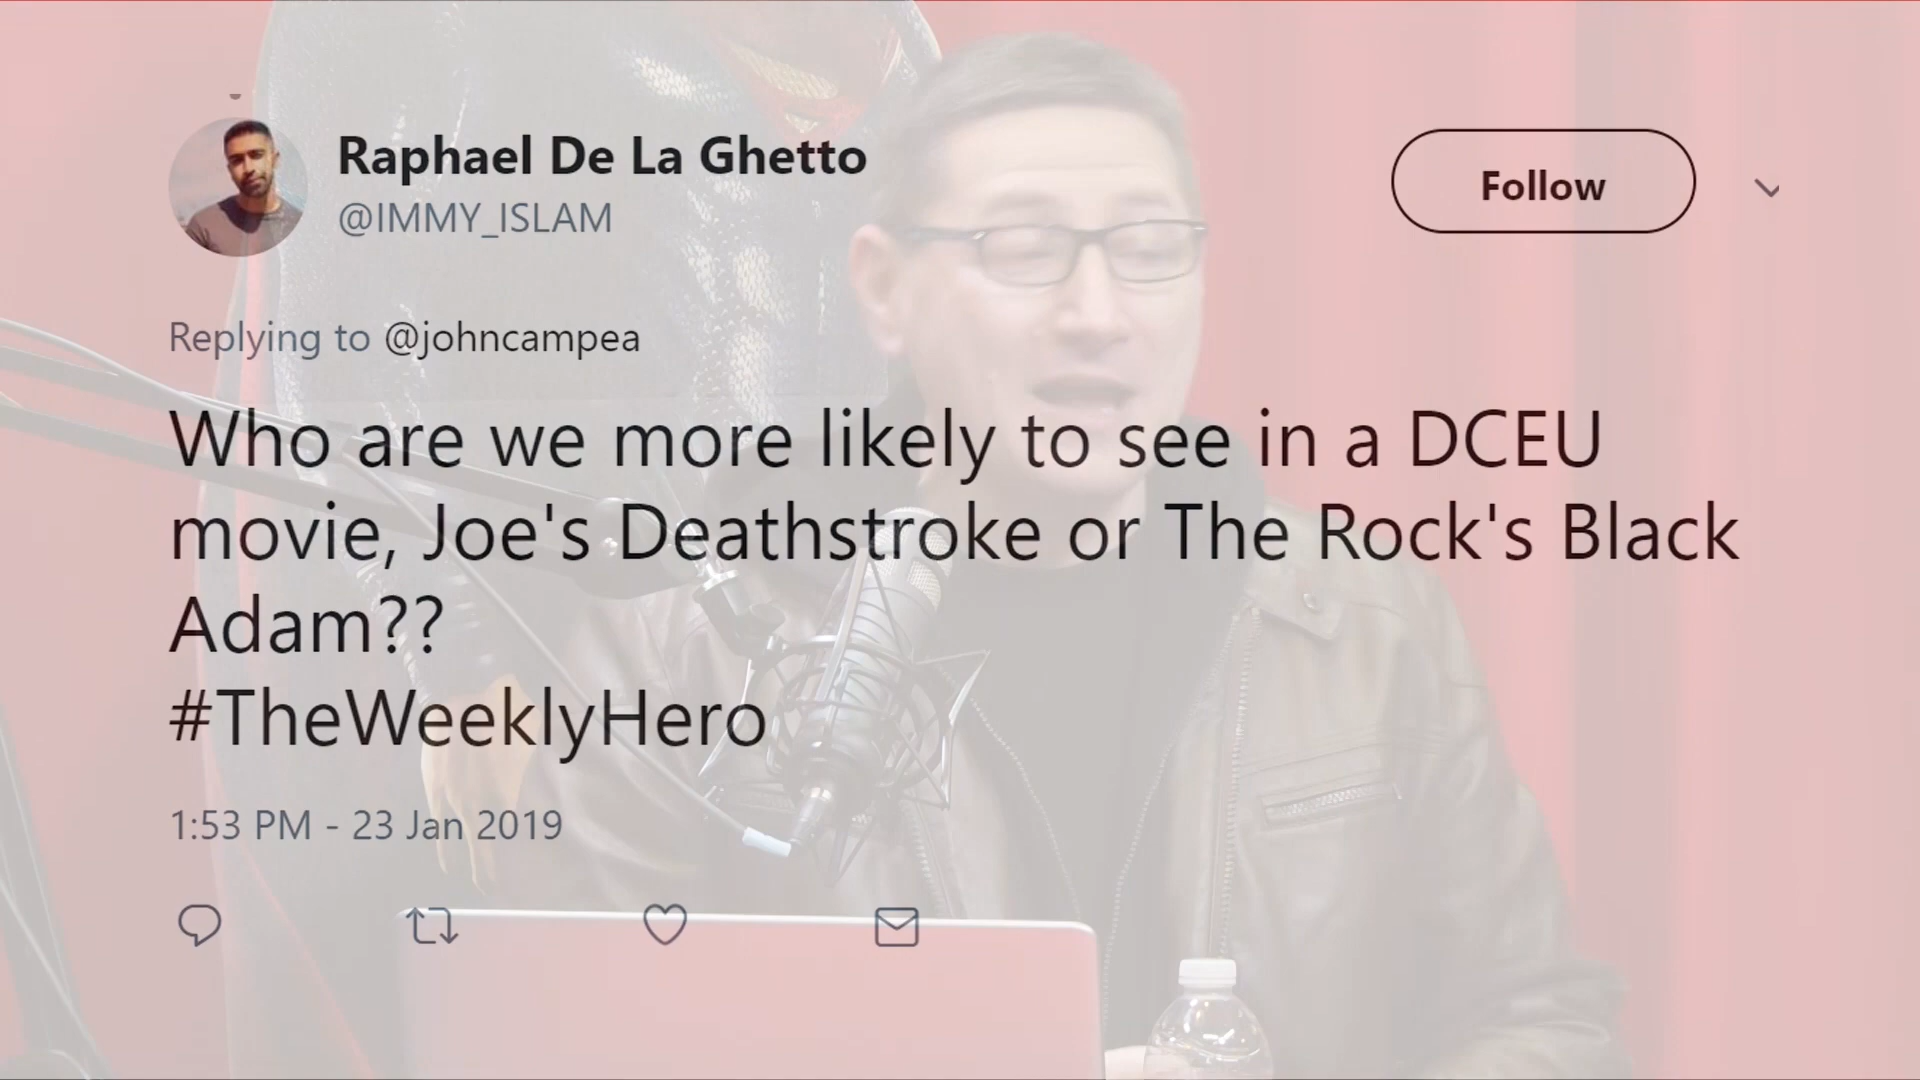 Raphael De La Ghetto
@IMMY_ISLAM
Follow
Replying to @johncampea
Who are we more likely to see in a DCEU
movie, Joe's Deathstroke or The Rock's Black
Adam??
#TheWeeklyHero
1:53 PM - 23 Jan 2019